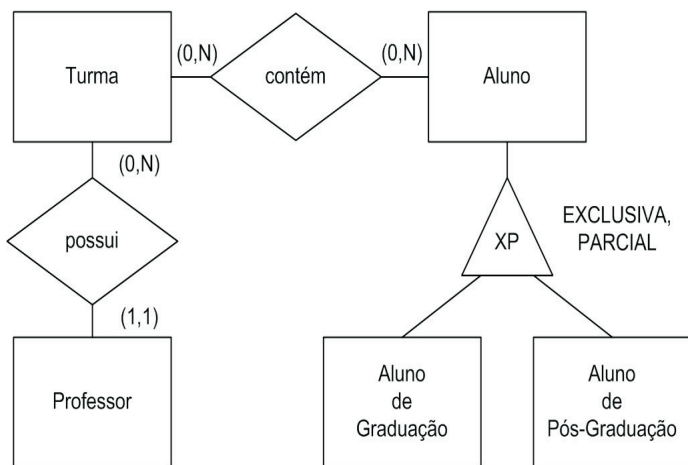 Turma
(0,N)
contém
(0,N)
Aluno
(0,N)
possui
(1,1)
Professor
XP
EXCLUSIVA,
PARCIAL
Aluno
de
Graduação
Aluno
de
Pós-Graduação